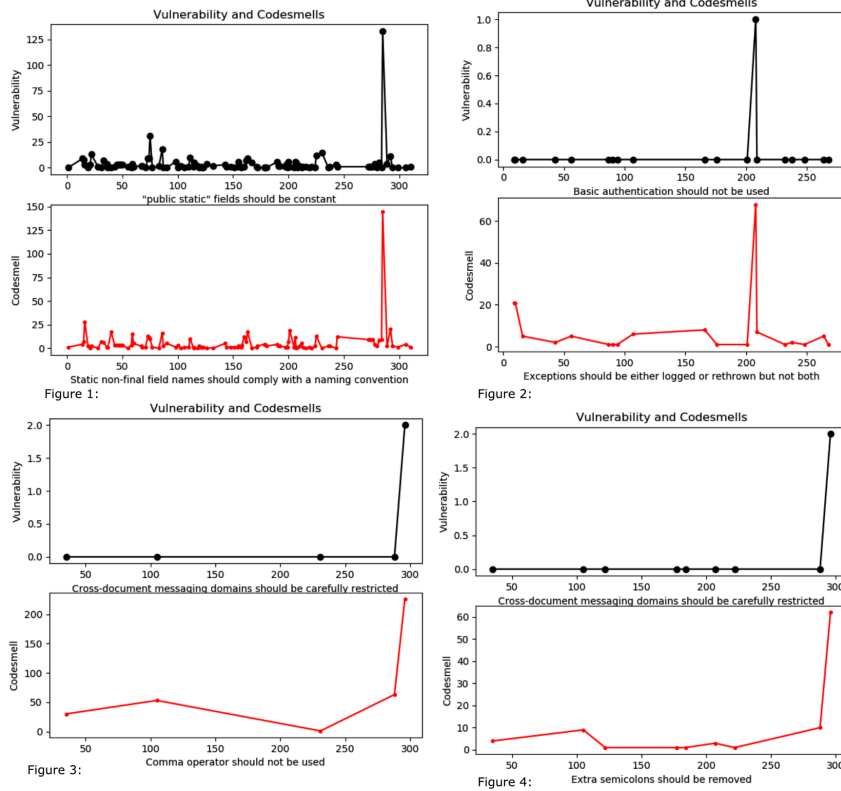 Vulnerability and Codesmells
125
100
75
50
25
0
Vulnerability
0 50 100 150 200 250 300
"public static" fields should be constant
150
125
100
75
50
25
0
Codesmell
0 50 100 150 200 250 300
Static non-final field names should comply with a naming convention
Figure 1:
Vulnerability and Codesmells
1.0
0.8
0.6
0.4
0.2
0.0
Vulnerability
0 50 100 150 200 250
Basic authentication should not be used
60
40
20
0
Codesmell
0 50 100 150 200 250
Exceptions should be either logged or rethrown but not both
Figure 2:
Vulnerability and Codesmells
2.0
1.5
1.0
0.5
0.0
Vulnerability
50 100 150 200 250 300
Cross-document messaging domains should be carefully restricted
200
150
100
50
0
Codesmell
50 100 150 200 250 300
Comma operator should not be used
Figure 3:
Vulnerability and Codesmells
2.0
1.5
1.0
0.5
0.0
Vulnerability
50 100 150 200 250 300
Cross-document messaging domains should be carefully restricted
60
50
40
30
20
10
0
Codesmell
50 100 150 200 250 300
Extra semicolons should be removed
Figure 4: